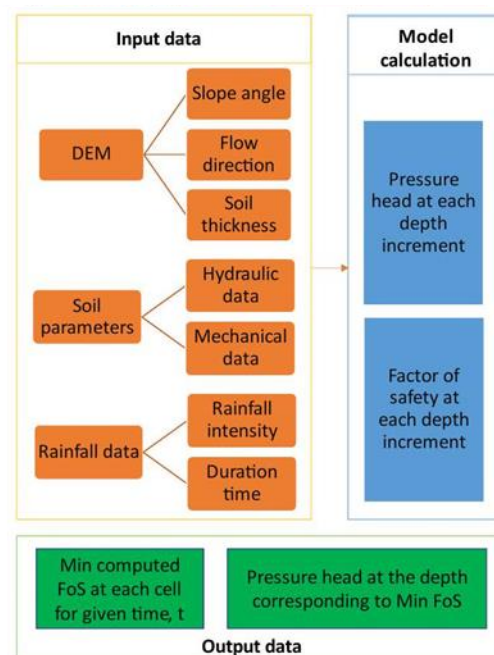 Input data
DEM
Slope angle
Flow
direction
Soil
thickness
Soil
parameters
Hydraulic
data
Mechanical
data
Rainfall data
Rainfall
intensity
Duration
time
Model
calculation
Pressure
head at each
depth
increment
Factor of
safety at
each depth
increment
Min computed
FoS at each cell
for given time, t
Pressure head at the depth
corresponding to Min FoS
Output data